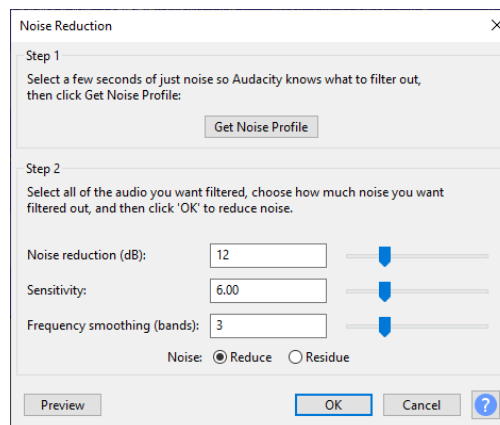 Noise Reduction
Step 1
Select a few seconds of just noise so Audacity knows what to filter out,
then click Get Noise Profile:
Get Noise Profile
Step 2
Select all of the audio you want filtered, choose how much noise you want
filtered out, and then click 'OK' to reduce noise.
Noise reduction (dB): 12
Sensitivity: 6.00
Frequency smoothing (bands): 3
Noise: Reduce Residue
Preview OK Cancel ?